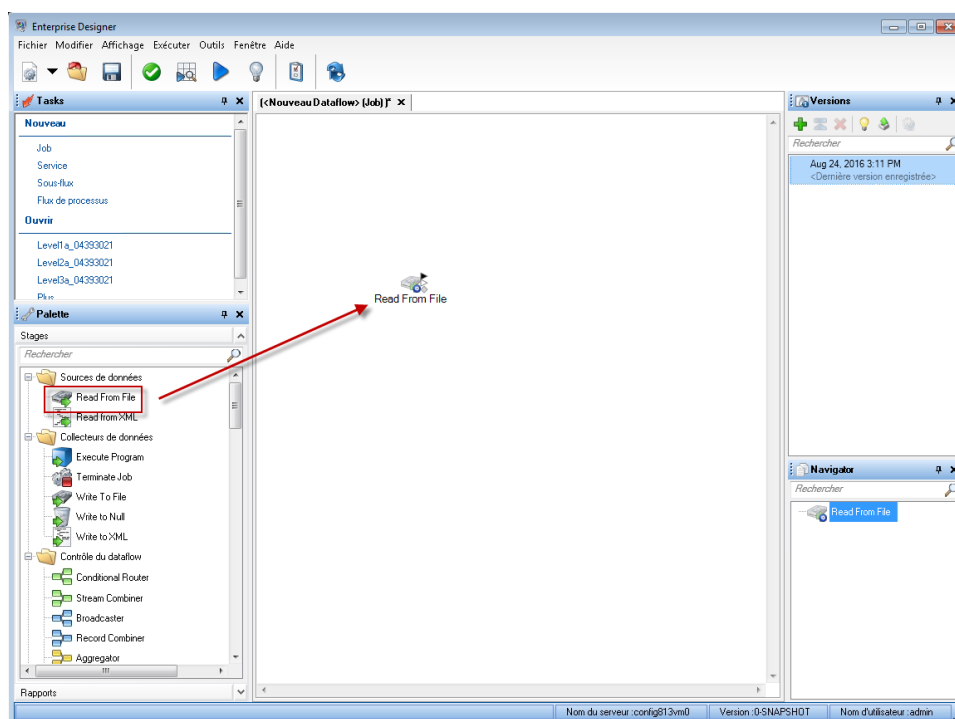 Enterprise Designer
Fichier Modifier Affichage Exécuter Outils Fenêtre Aide
Tasks
Nouveau
Job
Service
Sous-flux
Flux de processus
Ouvrir
Level1a_04393021
Level2a_04393021
Level3a_04393021
Plus
Palette
Stages
Rechercher
Sources de données
Read From File
Read from XML
Collecteurs de données
Execute Program
Terminate Job
Write To File
Write to Null
Write to XML
Contrôle du dataflow
Conditional Router
Stream Combiner
Broadcaster
Record Combiner
Aggregator
Rapports
(<Nouveau Dataflow> (Job))*
Read From File
Versions
Rechercher
Aug 24, 2016 3:11 PM
<Dernière version enregistrée>
Navigator
Rechercher
Read From File
Nom du serveur :config813vm0 Version :0-SNAPSHOT Nom d'utilisateur :admin